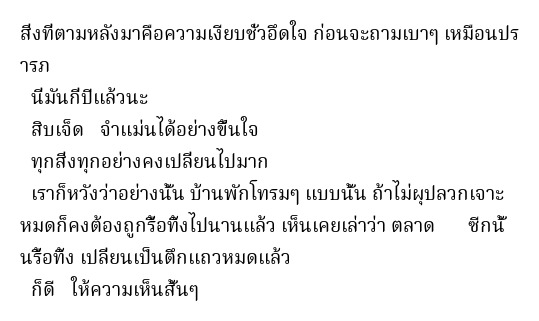 สิ่งที่ตามหลังมาคือความเงียบชั่วอึดใจ ก่อนจะถามเบาๆ เหมือนปร
ารภ
นี่มันกี่ปีแล้วนะ
สิบเจ็ด จำแม่นได้อย่างขึ้นใจ
ทุกสิ่งทุกอย่างคงเปลี่ยนไปมาก
เราก็หวังว่าอย่างนั้น บ้านพักโทรมๆ แบบนั้น ถ้าไม่ผุปลวกเจาะ
หมดก็คงต้องถูกรื้อทิ้งไปนานแล้ว เห็นเคยเล่าว่า ตลาด ซีกนั้
นรื้อทิ้ง เปลี่ยนเป็นตึกแถวหมดแล้ว
ก็ดี ให้ความเห็นสั้นๆ